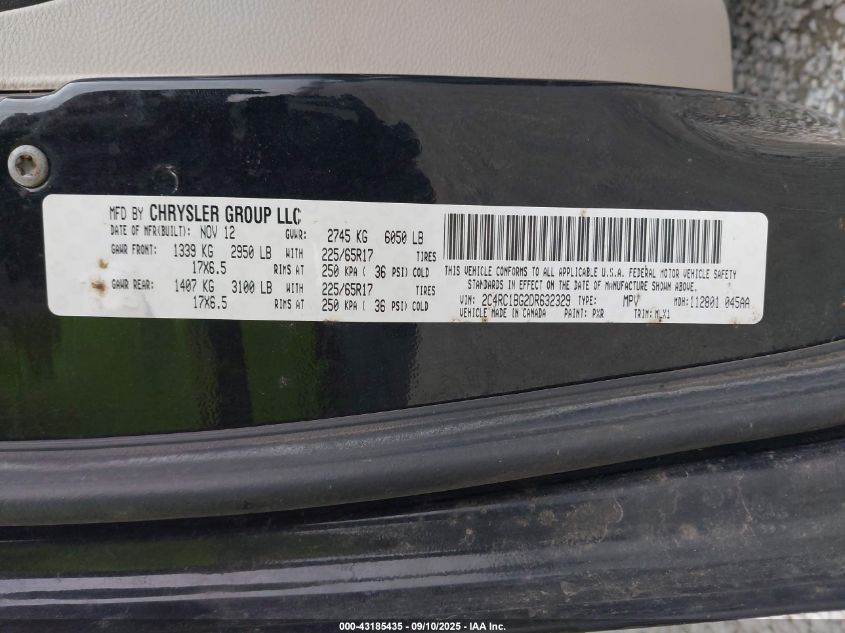 MFD BY CHRYSLER GROUP LLC
DATE OF MFR(BUILT): NOV 12 GVWR: 2745 KG 6050 LB
GAWR FRONT: 1339 KG 2950 LB WITH 225/65R17 TIRES
17X6.5 RIMS AT 250 KPA ( 36 PSI) COLD
GAWR REAR: 1407 KG 3100 LB WITH 225/65R17 TIRES
17X6.5 RIMS AT 250 KPA ( 36 PSI) COLD
THIS VEHICLE CONFORMS TO ALL APPLICABLE U.S.A. FEDERAL MOTOR VEHICLE SAFETY
STANDARDS IN EFFECT ON THE DATE OF MANUFACTURE SHOWN ABOVE.
VIN: 2C4RC1BG2DR632329 TYPE: MPV MDH:112801 045AA
VEHICLE MADE IN CANADA PAINT: PXR TRIM:
000-43185435 - 09/10/2025 - IAA Inc.